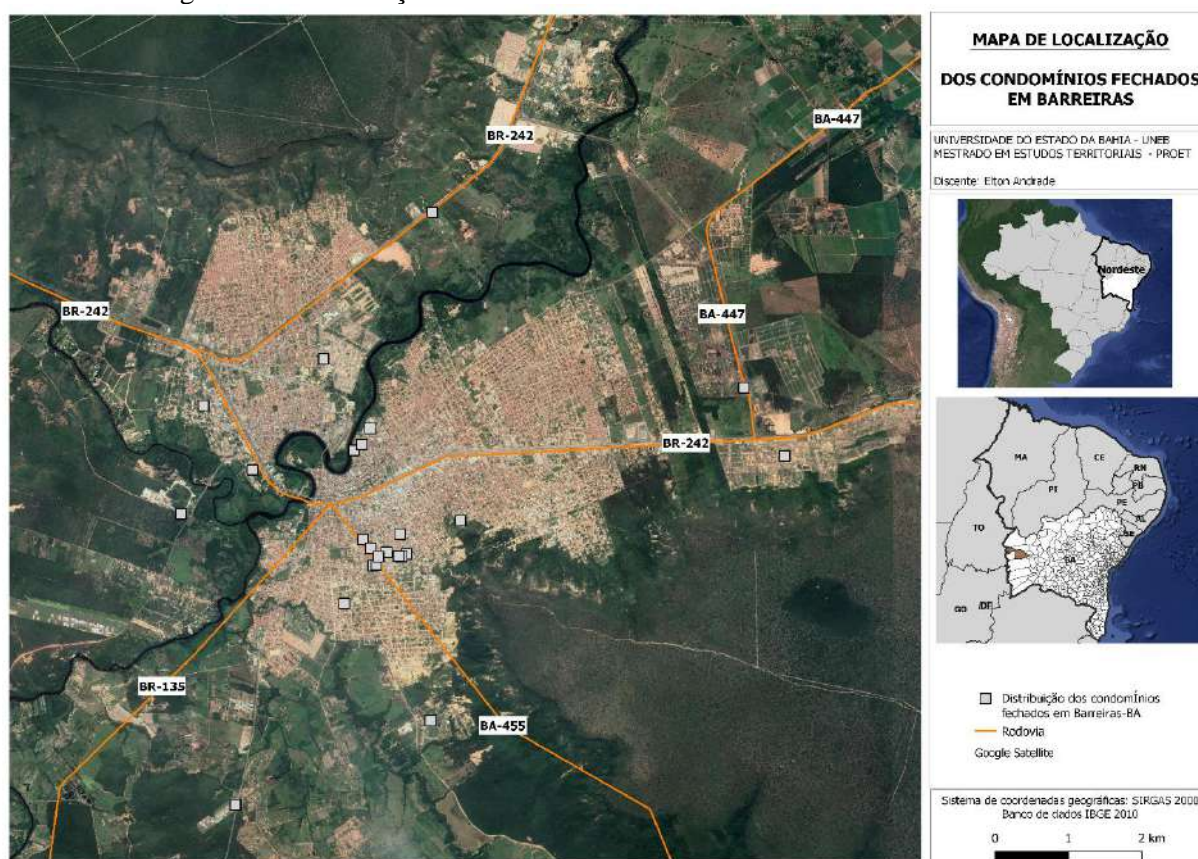 MAPA DE LOCALIZAÇÃO
DOS CONDOMÍNIOS FECHADOS
EM BARREIRAS
UNIVERSIDADE DO ESTADO DA BAHIA - UNEB
MESTRADO EM ESTUDOS TERRITORIAIS - PROET
Discente: Elton Andrade
BR-242
BA-447
BR-242
BA-447
BR-242
BR-135
BA-455
Nordeste
MA
CE
RN
PB
PI
PE
AL
SE
TO
BA
GO
DF
Distribuição dos condomínios
fechados em Barreiras-BA
Rodovia
Google Satellite
Sistema de coordenadas geográficas: SIRGAS 2000
Banco de dados IBGE 2010
0 1 2 km